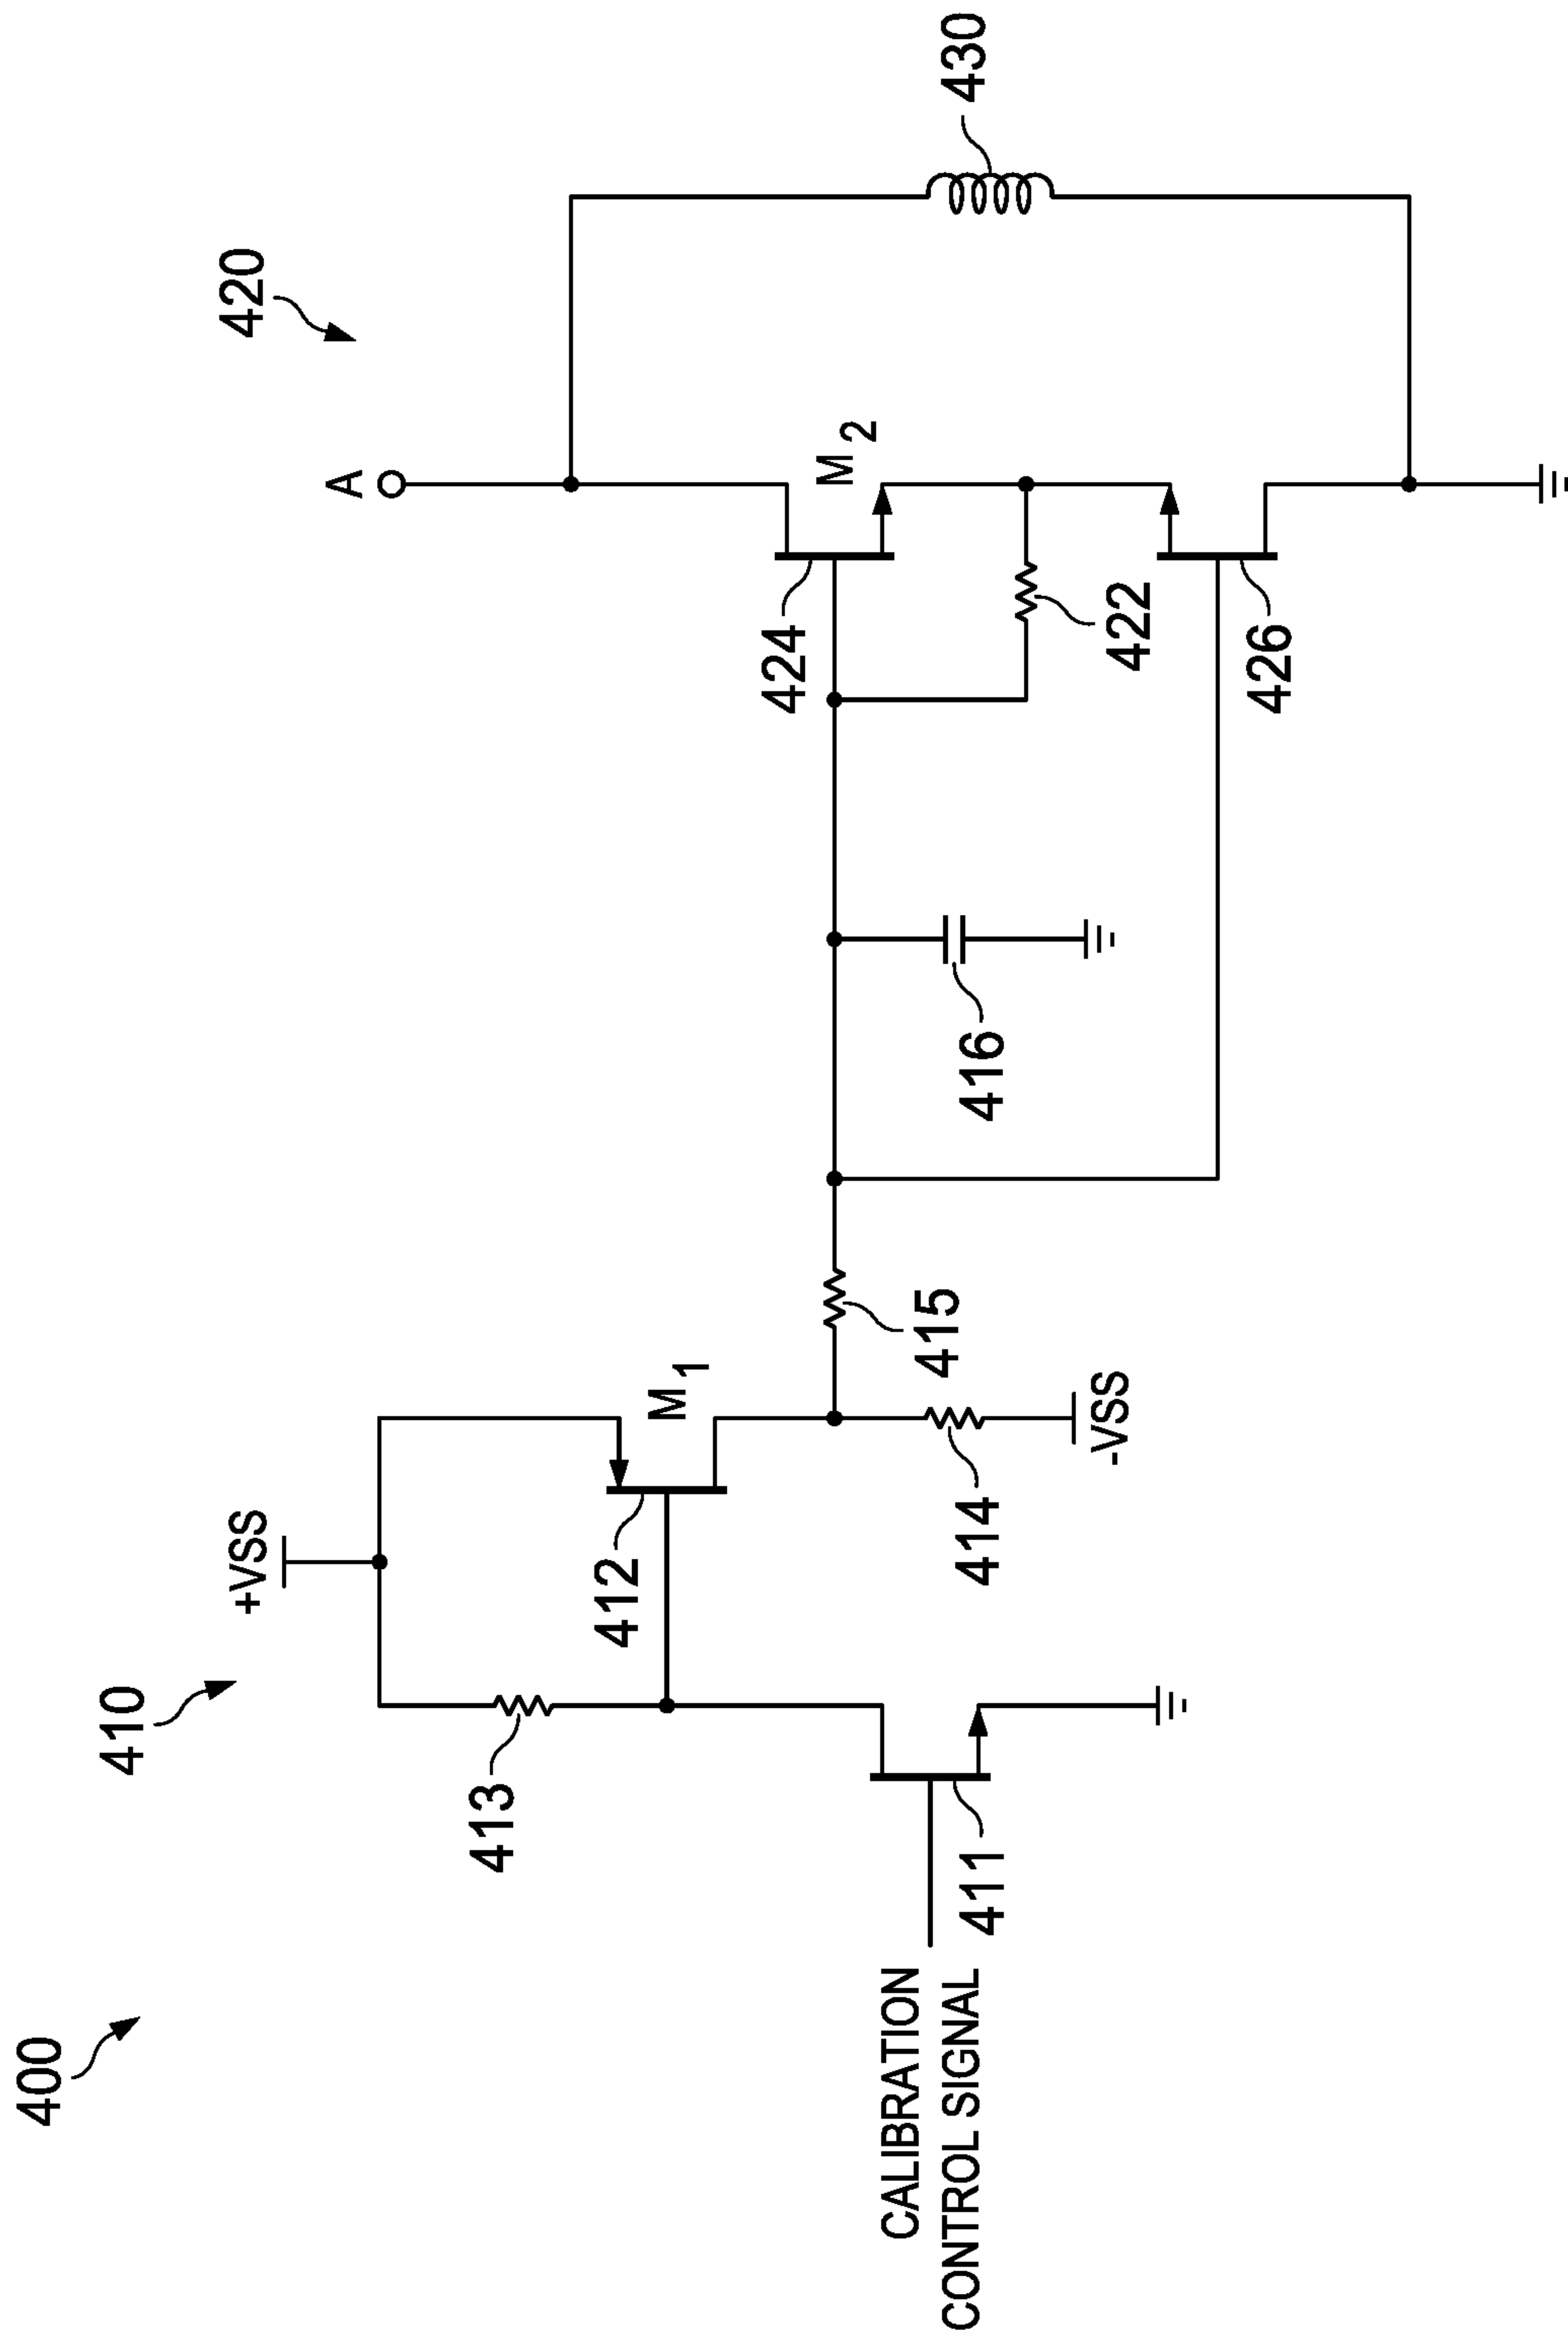 400
410
420
+VSS
A
413
412
M1
424
M2
430
CALIBRATION
CONTROL SIGNAL
411
414
-VSS
415
416
422
426